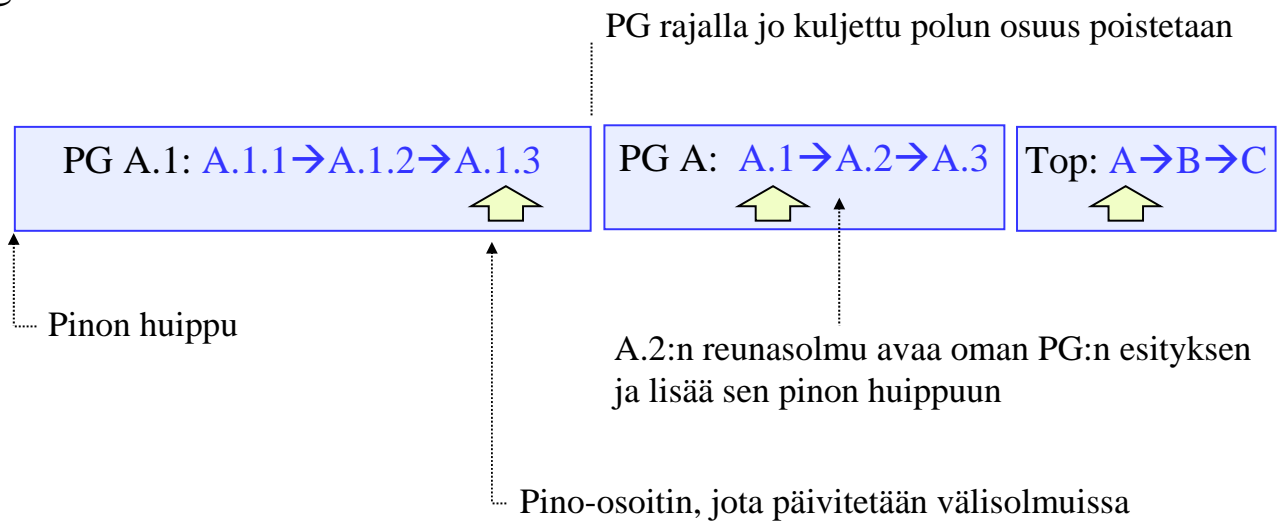 PG rajalla jo kuljettu polun osuus poistetaan
PG A.1: A.1.1→A.1.2→A.1.3
PG A: A.1→A.2→A.3
Top: A→B→C
Pinon huippu
A.2:n reunasolmu avaa oman PG:n esityksen
ja lisää sen pinon huippuun
Pino-osoitin, jota päivitetään välisolmuissa